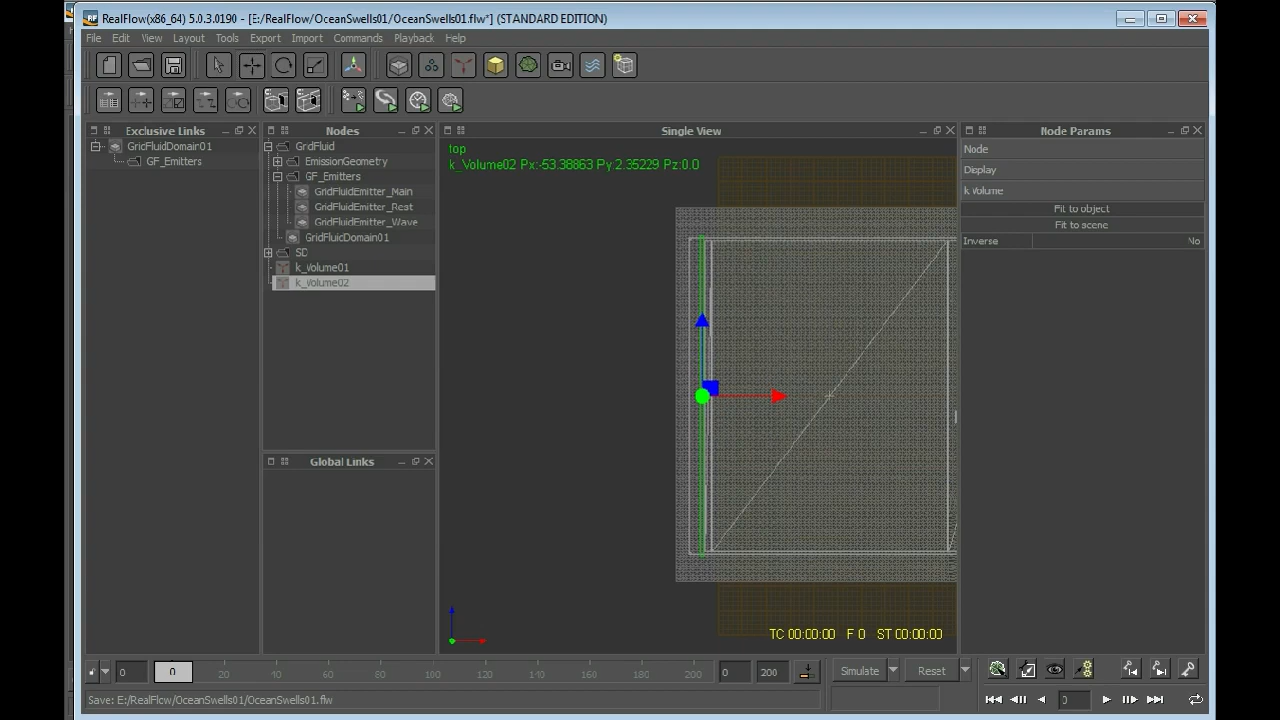 RealFlow(x86_64) 5.0.3.0190 - [E:/RealFlow/OceanSwells01/OceanSwells01.flw*] (STANDARD EDITION)
File Edit View Layout Tools Export Import Commands Playback Help
Exclusive Links
GridFluidDomain01
GF_Emitters
Nodes
GridFluid
EmissionGeometry
GF_Emitters
GridFluidEmitter_Main
GridFluidEmitter_Rest
GridFluidEmitter_Wave
GridFluidDomain01
SD
k_Volume01
k_Volume02
Global Links
Single View
top
k_Volume02 Px:-53.38863 Py:2.35229 Pz:0.0
TC 00:00:00 F 0 ST 00:00:00
Node Params
Node
Display
k Volume
Fit to object
Fit to scene
Inverse No
0 0 20 40 60 80 100 120 140 160 180 200 0 200 Simulate Reset
Save: E:/RealFlow/OceanSwells01/OceanSwells01.flw
0